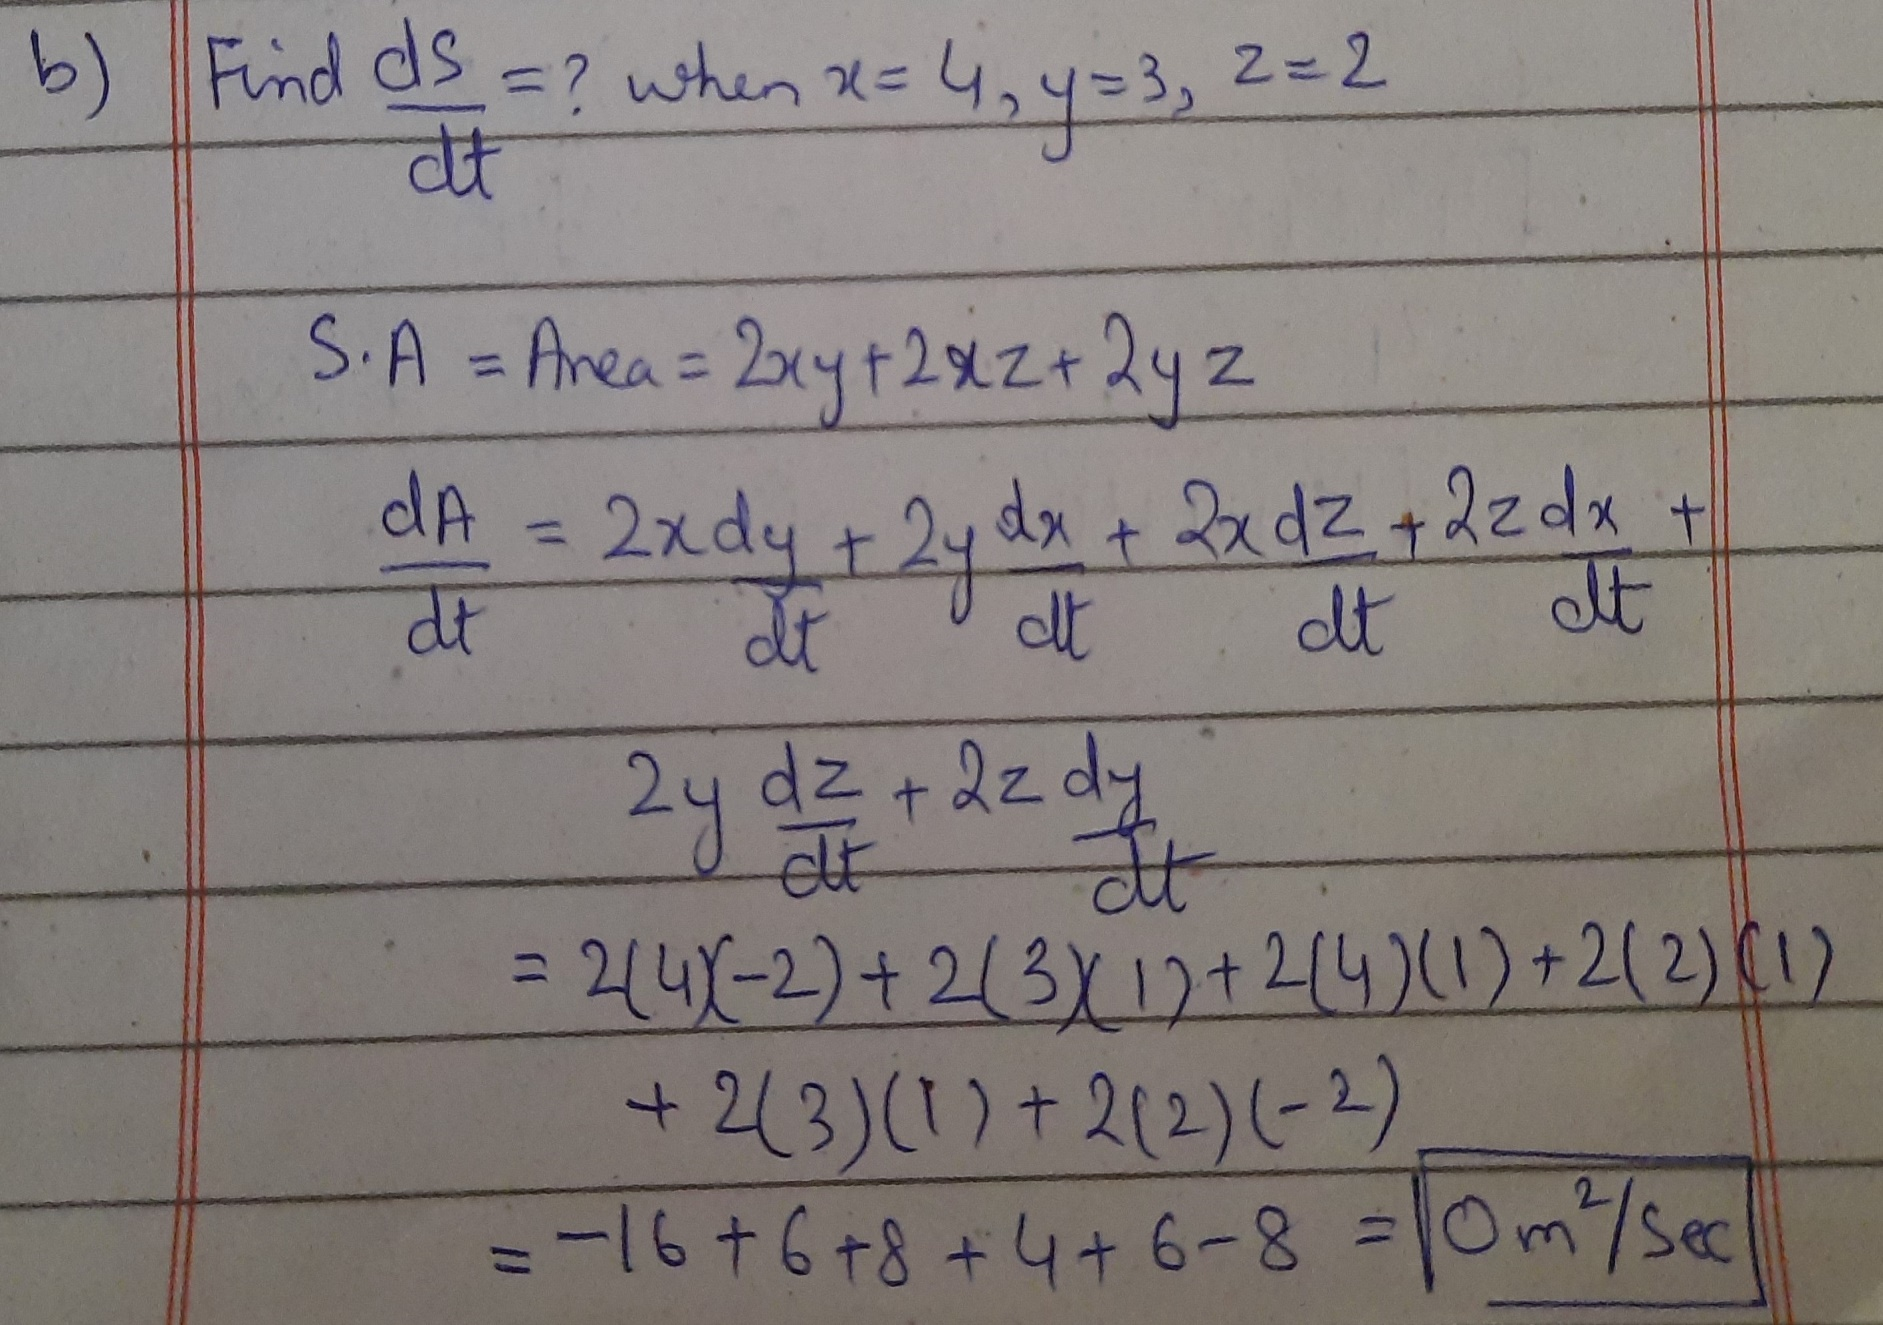 b) Find ds/dt = ? when x = 4, y = 3, z = 2
S.A = Area = 2xy + 2xz + 2yz
dA/dt = 2x dy/dt + 2y dx/dt + 2x dz/dt + 2z dx/dt +
2y dz/dt + 2z dy/dt
= 2(4)(-2) + 2(3)(1) + 2(4)(1) + 2(2)(1)
+ 2(3)(1) + 2(2)(-2)
= -16 + 6 + 8 + 4 + 6 - 8 = 0 m²/sec